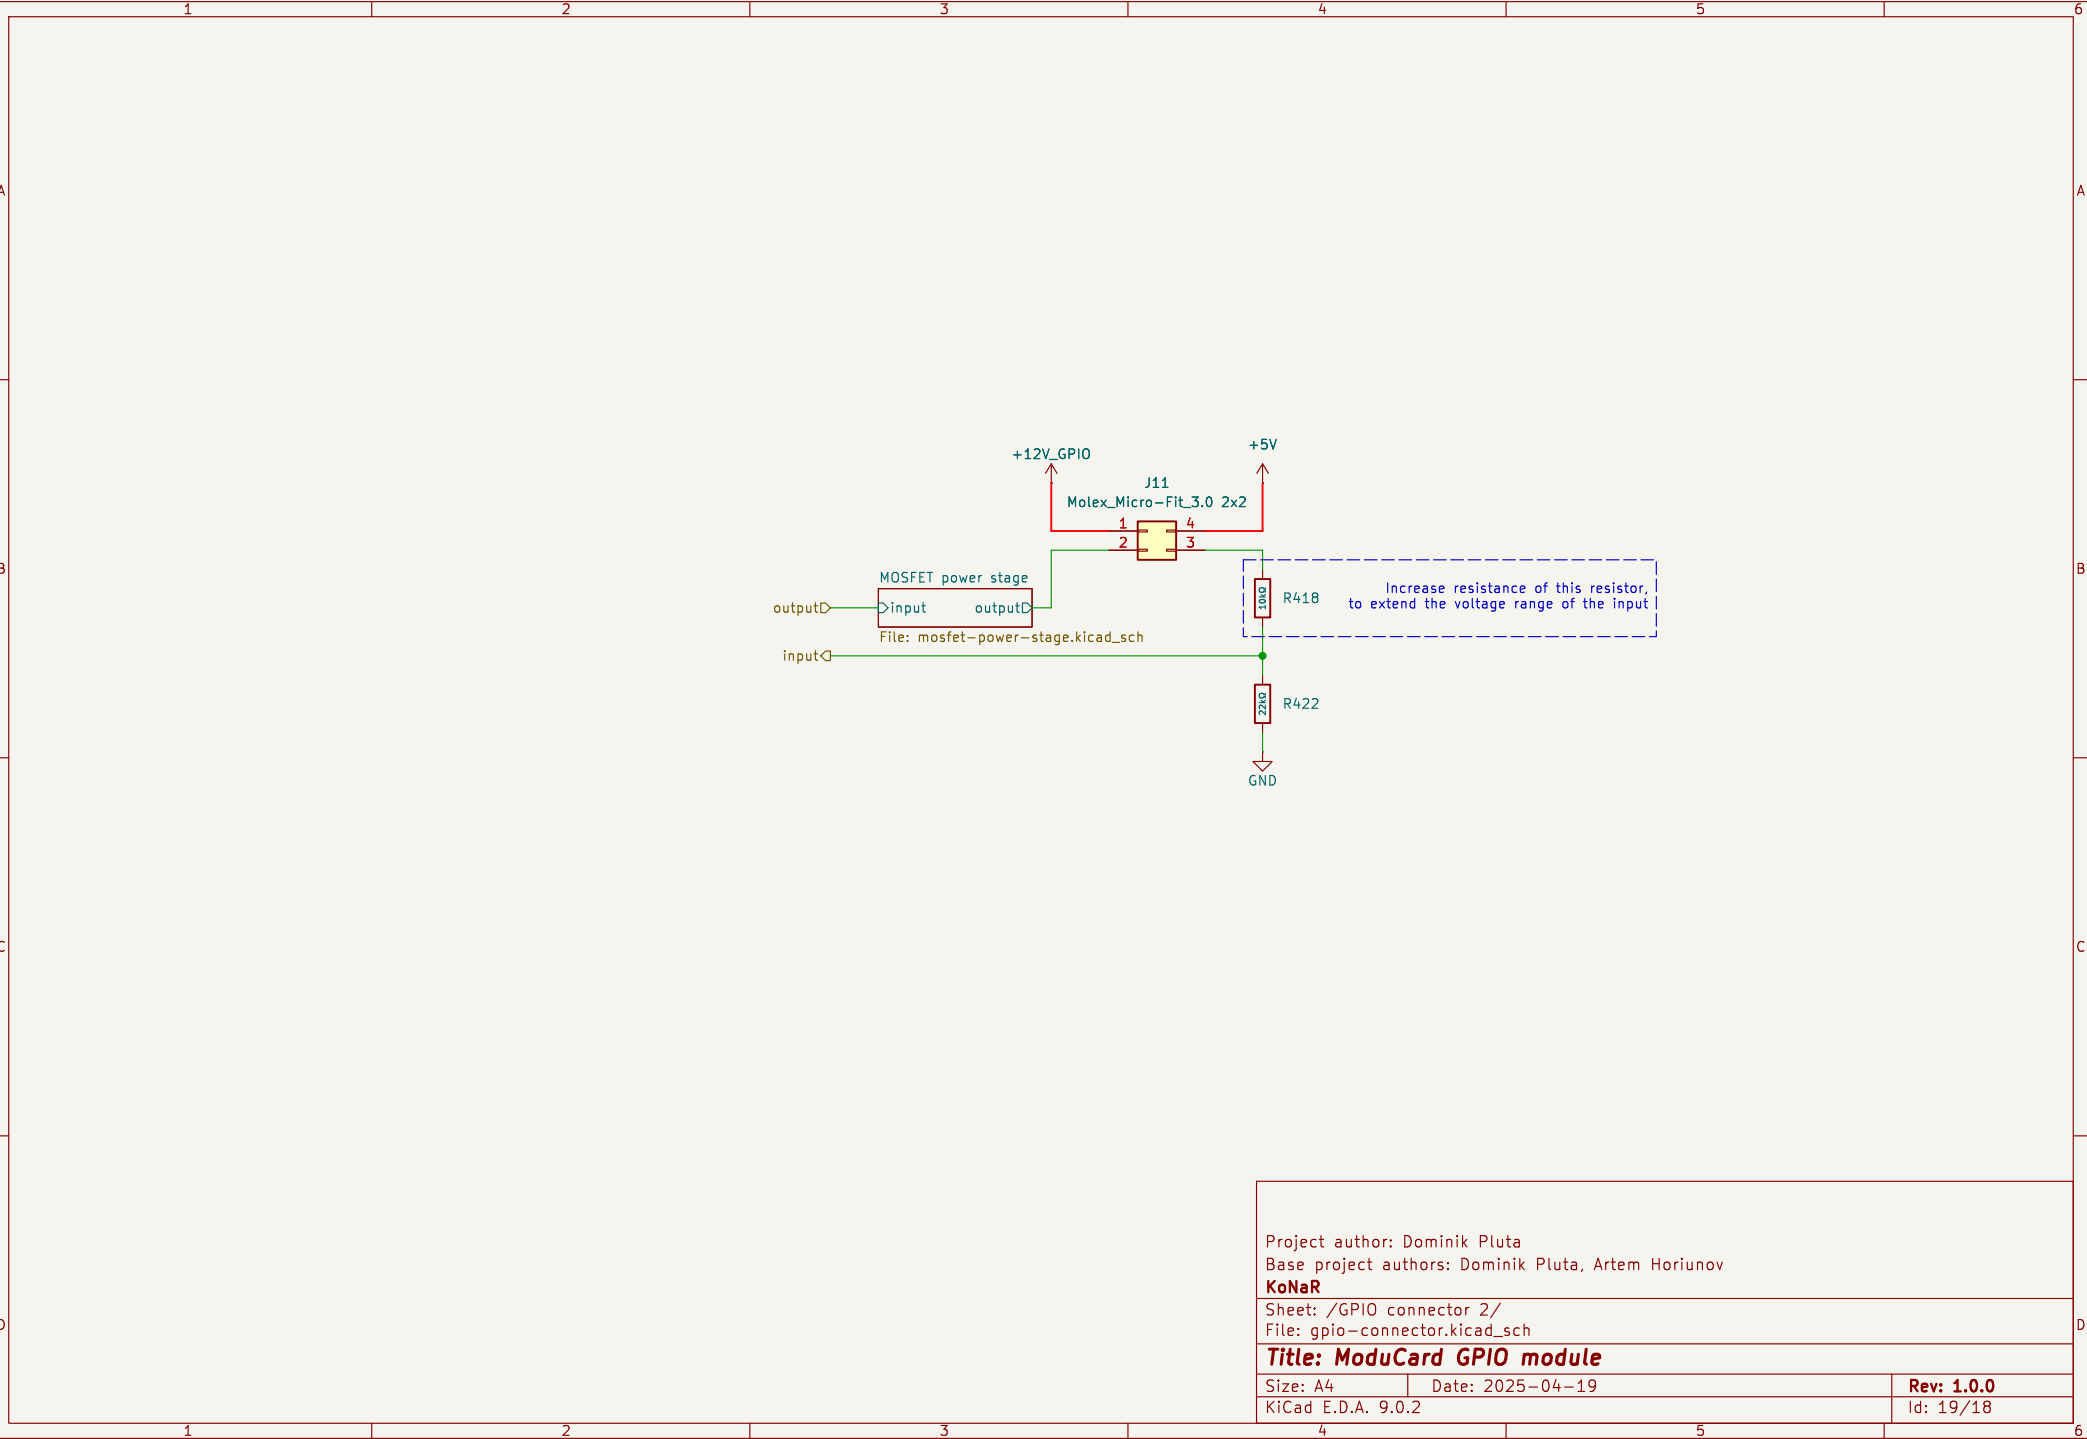 1 2 3 4 5 6
A A
+5V
+12V_GPIO
J11
Molex_Micro-Fit_3.0 2x2
1 4
2 3
B B
MOSFET power stage
Increase resistance of this resistor,
to extend the voltage range of the input
10kΩ R418
output input output
File: mosfet-power-stage.kicad_sch
input
22kΩ R422
GND
C C
Project author: Dominik Pluta
Base project authors: Dominik Pluta, Artem Horiunov
KoNaR
Sheet: /GPIO connector 2/
File: gpio-connector.kicad_sch
D D
Title: ModuCard GPIO module
Size: A4 Date: 2025-04-19 Rev: 1.0.0
KiCad E.D.A. 9.0.2 Id: 19/18
1 2 3 4 5 6